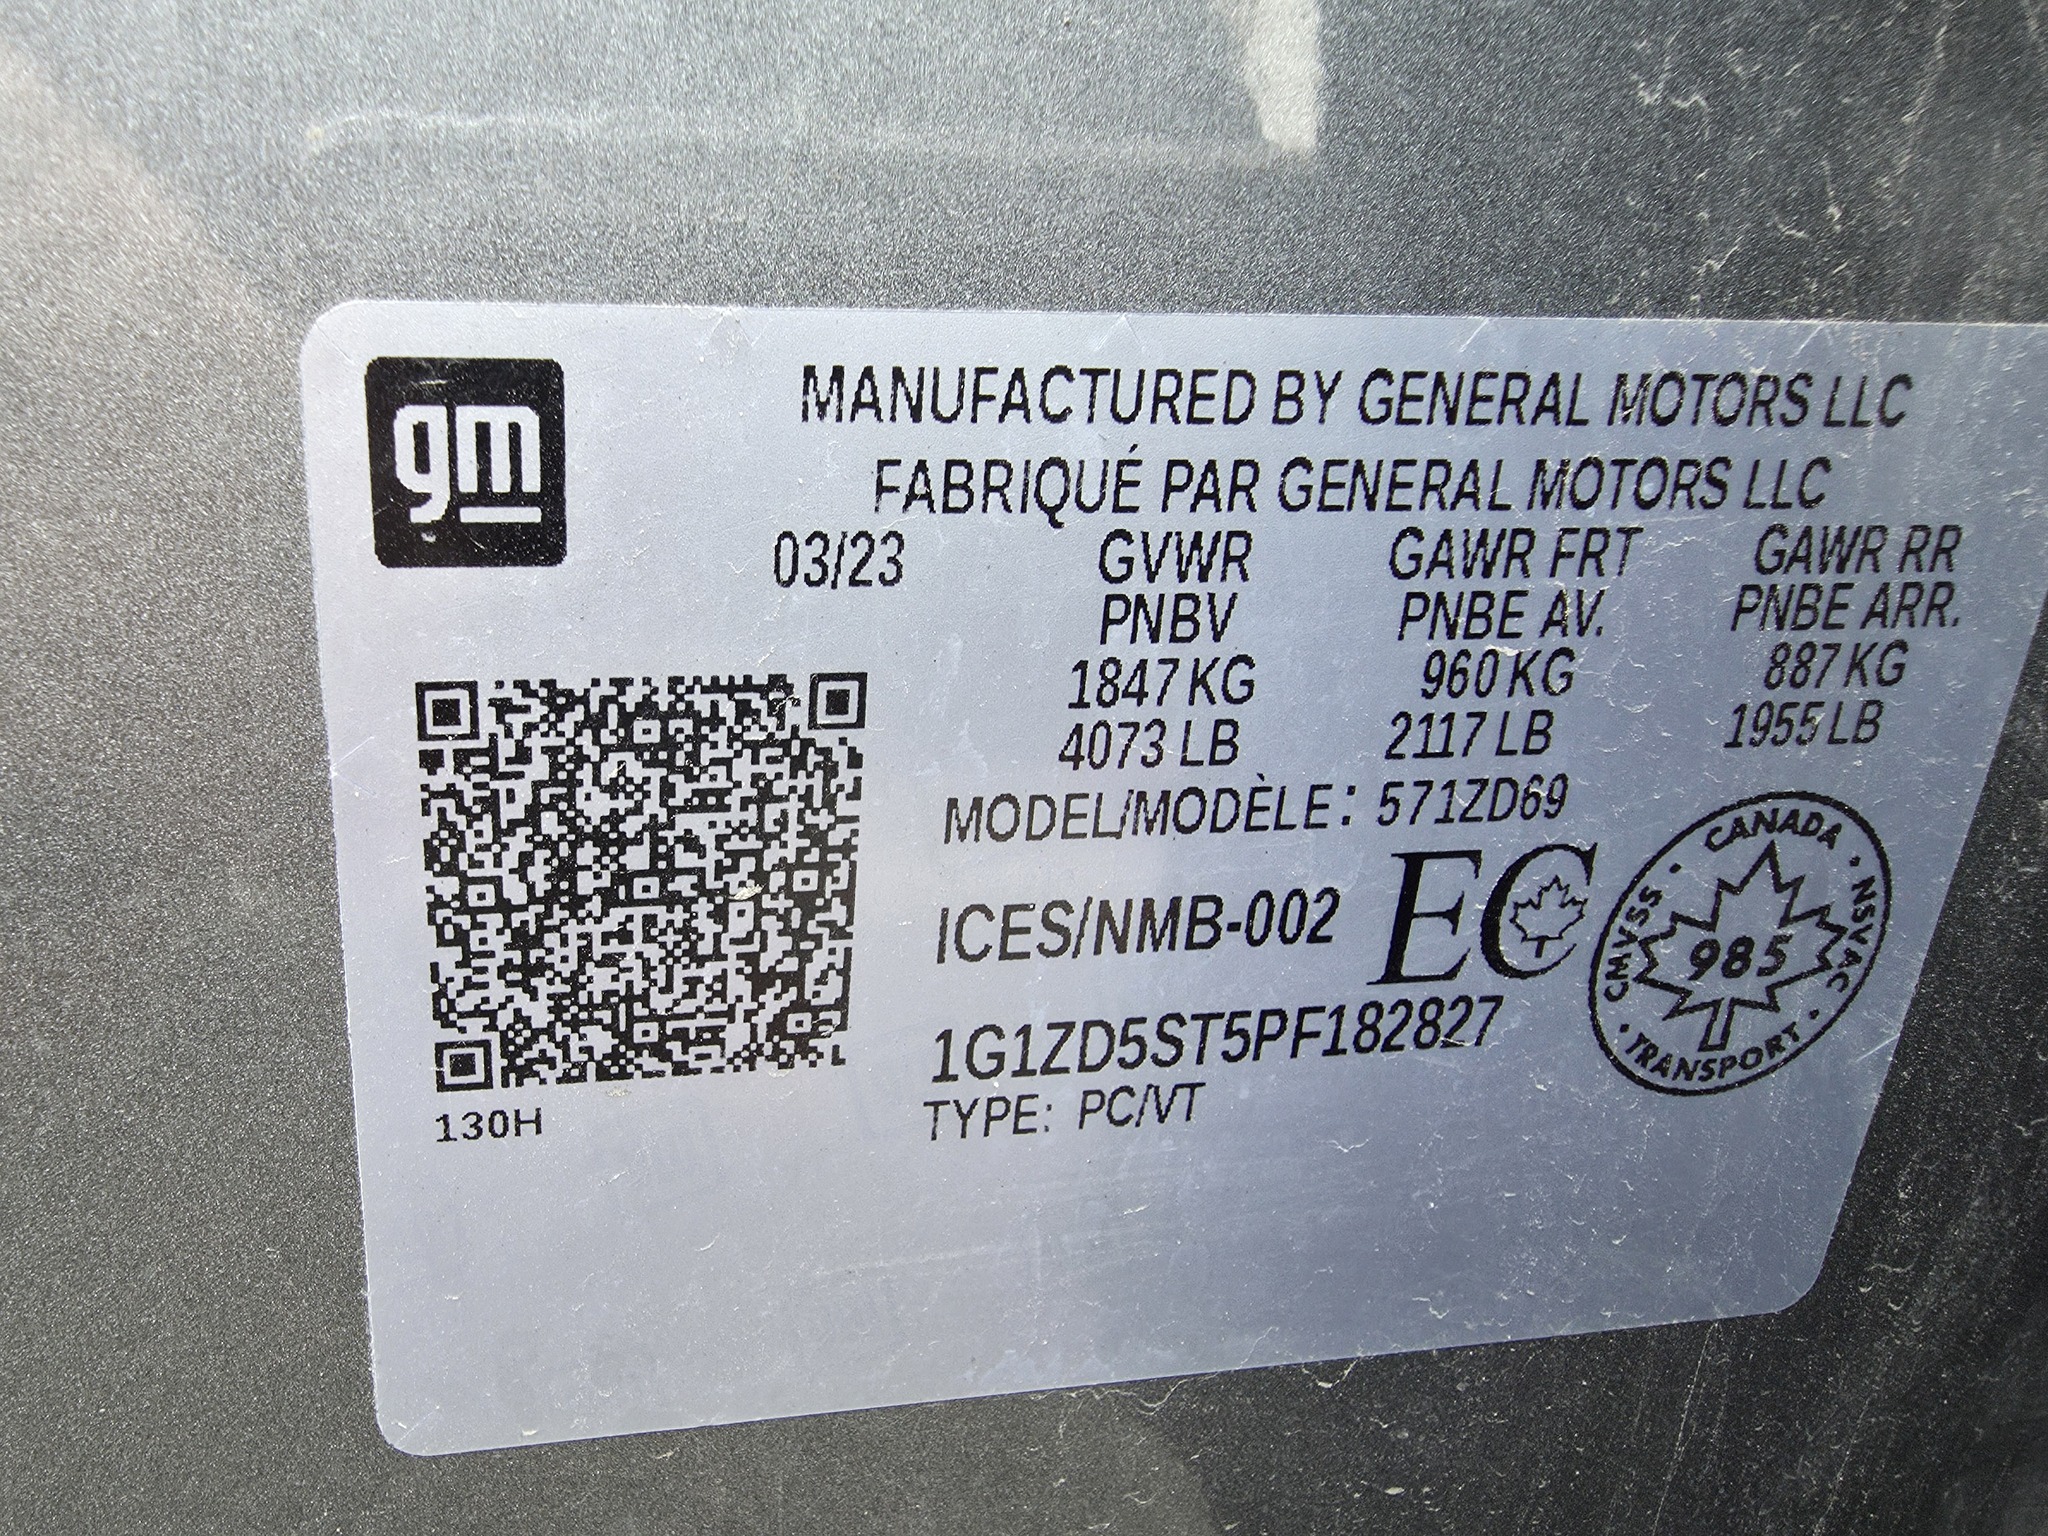 gm
MANUFACTURED BY GENERAL MOTORS LLC
FABRIQUÉ PAR GENERAL MOTORS LLC
03/23 GVWR GAWR FRT GAWR RR
PNBV PNBE AV. PNBE ARR.
1847 KG 960 KG 887 KG
4073 LB 2117 LB 1955 LB
MODEL/MODÈLE: 571ZD69
ICES/NMB-002 EC
CANADA · NSVAC · TRANSPORT · CMVSS ·
985
1G1ZD5ST5PF182827
TYPE: PC/VT
130H